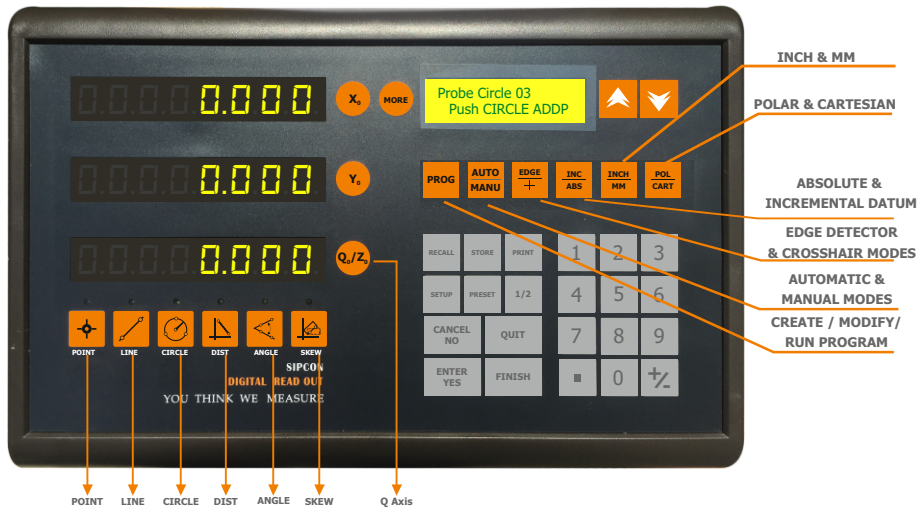 0.000
X₀
MORE
Probe Circle 03
Push CIRCLE ADDP
0.000
Y₀
0.000
Q₀/Z₀
PROG
AUTO
MANU
EDGE
INC
ABS
INCH
MM
POL
CART
RECALL STORE PRINT
1 2 3
SETUP PRESET 1/2
4 5 6
CANCEL
NO
QUIT
7 8 9
ENTER
YES
FINISH
. 0 +/-
POINT LINE CIRCLE DIST ANGLE SKEW
SIPCON
DIGITAL READ OUT
YOU THINK WE MEASURE
INCH & MM
POLAR & CARTESIAN
ABSOLUTE &
INCREMENTAL DATUM
EDGE DETECTOR
& CROSSHAIR MODES
AUTOMATIC &
MANUAL MODES
CREATE / MODIFY/
RUN PROGRAM
POINT LINE CIRCLE DIST ANGLE SKEW Q Axis